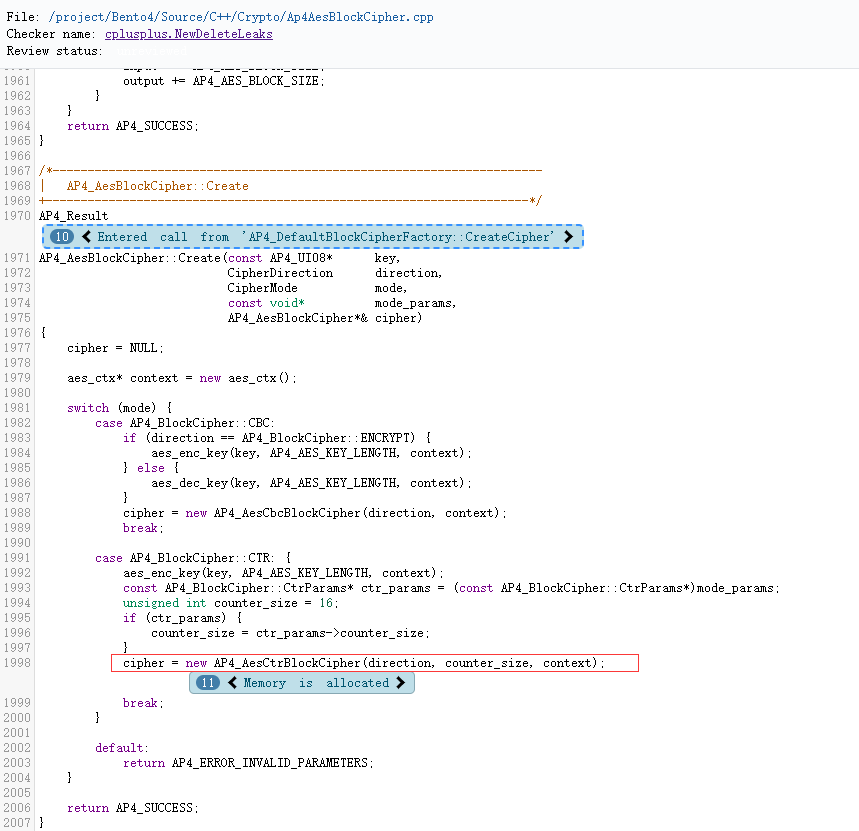 File: /project/Bento4/Source/C++/Crypto/Ap4AesBlockCipher.cpp
Checker name: cplusplus.NewDeleteLeaks
Review status:
1961 output += AP4_AES_BLOCK_SIZE;
1962 }
1963 }
1964 return AP4_SUCCESS;
1965 }
1966
1967 /*----------------------------------------------------------------------
1968 |   AP4_AesBlockCipher::Create
1969 +---------------------------------------------------------------------*/
1970 AP4_Result
10 < Entered call from 'AP4_DefaultBlockCipherFactory::CreateCipher' >
1971 AP4_AesBlockCipher::Create(const AP4_UI08*      key,
1972                            CipherDirection      direction,
1973                            CipherMode           mode,
1974                            const void*          mode_params,
1975                            AP4_AesBlockCipher*& cipher)
1976 {
1977     cipher = NULL;
1978
1979     aes_ctx* context = new aes_ctx();
1980
1981     switch (mode) {
1982         case AP4_BlockCipher::CBC:
1983             if (direction == AP4_BlockCipher::ENCRYPT) {
1984                 aes_enc_key(key, AP4_AES_KEY_LENGTH, context);
1985             } else {
1986                 aes_dec_key(key, AP4_AES_KEY_LENGTH, context);
1987             }
1988             cipher = new AP4_AesCbcBlockCipher(direction, context);
1989             break;
1990
1991         case AP4_BlockCipher::CTR: {
1992             aes_enc_key(key, AP4_AES_KEY_LENGTH, context);
1993             const AP4_BlockCipher::CtrParams* ctr_params = (const AP4_BlockCipher::CtrParams*)mode_params;
1994             unsigned int counter_size = 16;
1995             if (ctr_params) {
1996                 counter_size = ctr_params->counter_size;
1997             }
1998             cipher = new AP4_AesCtrBlockCipher(direction, counter_size, context);
11 < Memory is allocated >
1999             break;
2000         }
2001
2002         default:
2003             return AP4_ERROR_INVALID_PARAMETERS;
2004     }
2005
2006     return AP4_SUCCESS;
2007 }